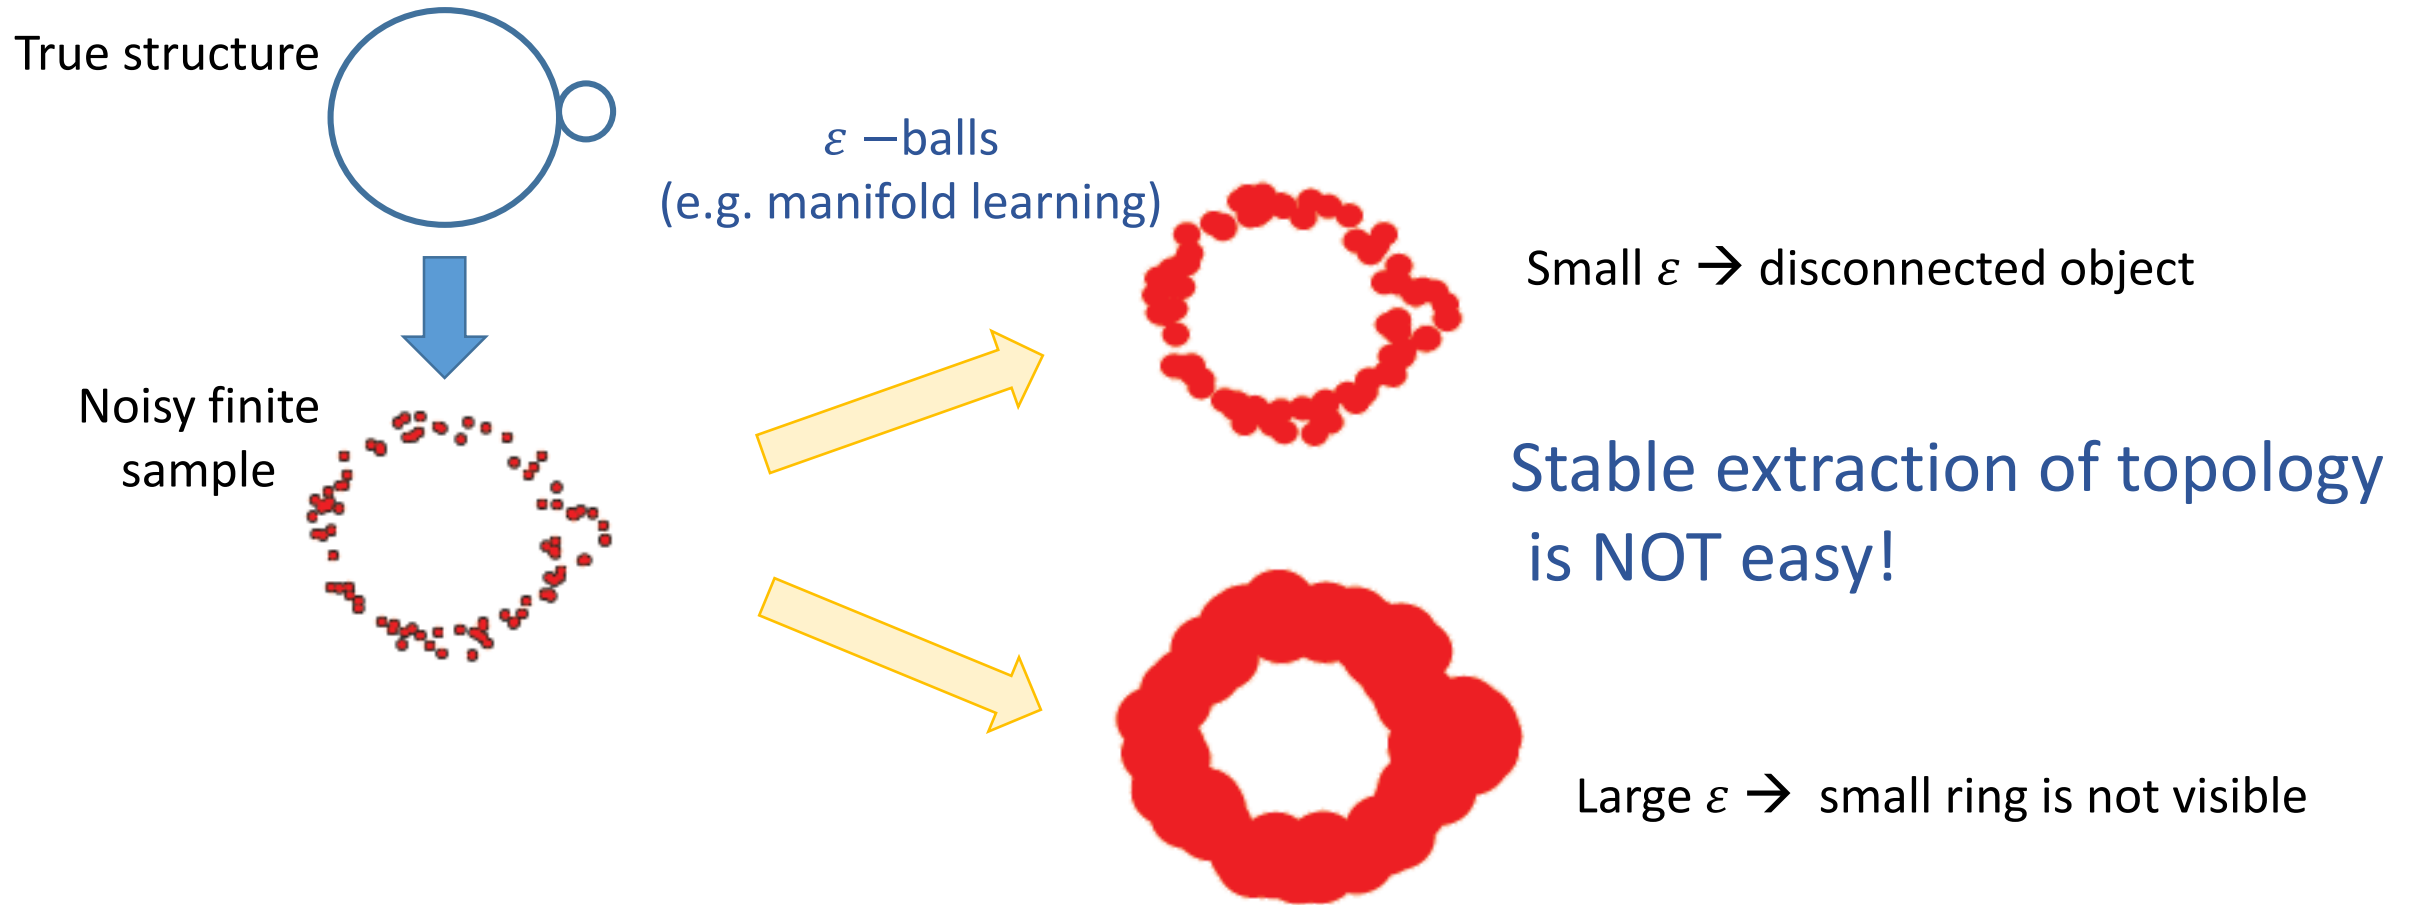 True structure
ε −balls
(e.g. manifold learning)
Small ε → disconnected object
Noisy finite
sample
Stable extraction of topology
is NOT easy!
Large ε → small ring is not visible